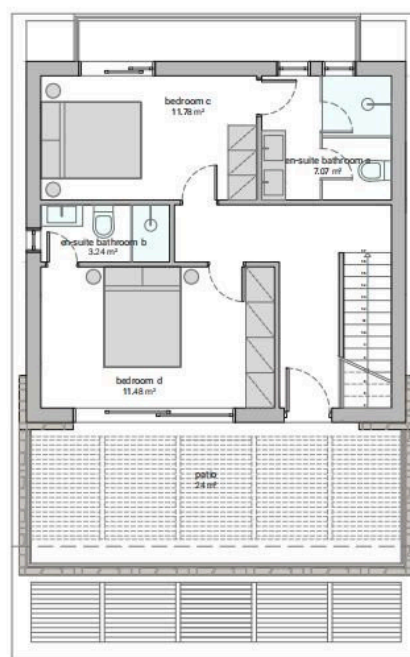 bedroom c
11.78 m²
en-suite bathroom a
7.07 m²
en-suite bathroom b
3.24 m²
bedroom d
11.48 m²
patio
24 m²